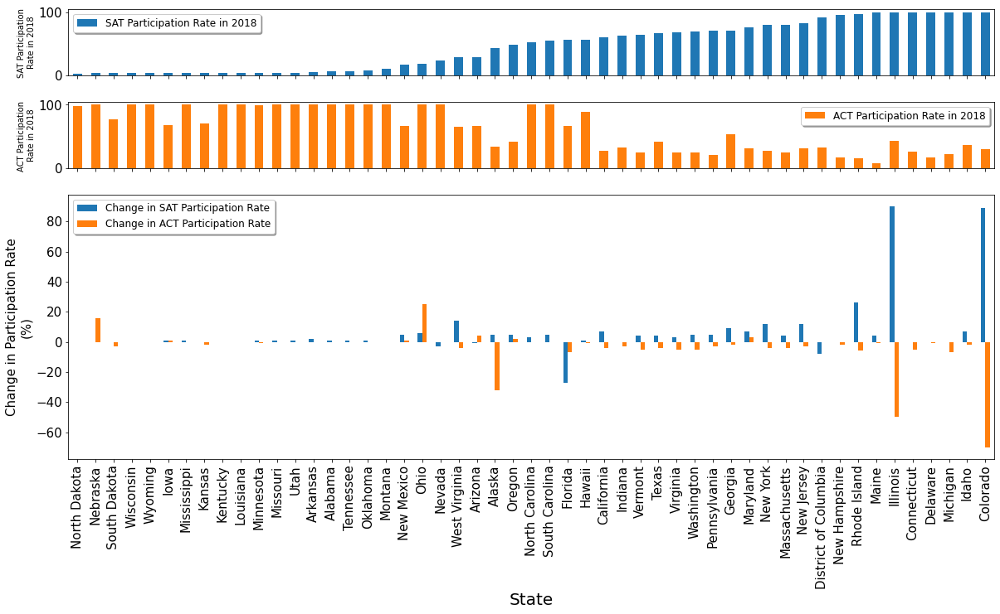 SAT Participation
Rate in 2018
100
0
SAT Participation Rate in 2018
ACT Participation
Rate in 2018
100
0
ACT Participation Rate in 2018
Change in Participation Rate
(%)
80
60
40
20
0
−20
−40
−60
Change in SAT Participation Rate
Change in ACT Participation Rate
North Dakota
Nebraska
South Dakota
Wisconsin
Wyoming
Iowa
Mississippi
Kansas
Kentucky
Louisiana
Minnesota
Missouri
Utah
Arkansas
Alabama
Tennessee
Oklahoma
Montana
New Mexico
Ohio
Nevada
West Virginia
Arizona
Alaska
Oregon
North Carolina
South Carolina
Florida
Hawaii
California
Indiana
Vermont
Texas
Virginia
Washington
Pennsylvania
Georgia
Maryland
New York
Massachusetts
New Jersey
District of Columbia
New Hampshire
Rhode Island
Maine
Illinois
Connecticut
Delaware
Michigan
Idaho
Colorado
State